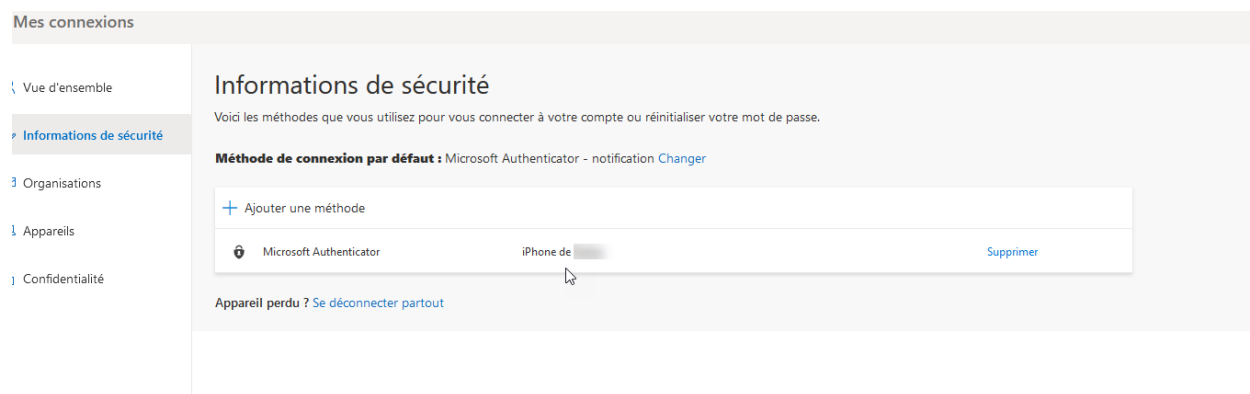 Mes connexions
Vue d'ensemble
Informations de sécurité
Organisations
Appareils
Confidentialité
Informations de sécurité
Voici les méthodes que vous utilisez pour vous connecter à votre compte ou réinitialiser votre mot de passe.
Méthode de connexion par défaut : Microsoft Authenticator - notification Changer
Ajouter une méthode
Microsoft Authenticator iPhone de Supprimer
Appareil perdu ? Se déconnecter partout